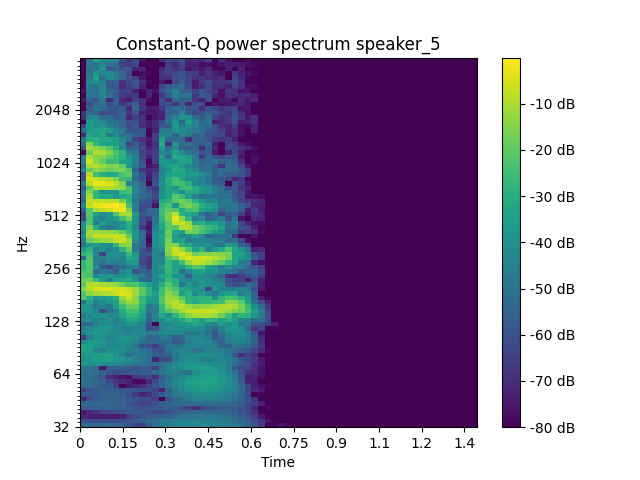 Constant-Q power spectrum speaker_5
Hz
2048
1024
512
256
128
64
32
0 0.15 0.3 0.45 0.6 0.75 0.9 1.1 1.2 1.4
Time
-10 dB
-20 dB
-30 dB
-40 dB
-50 dB
-60 dB
-70 dB
-80 dB